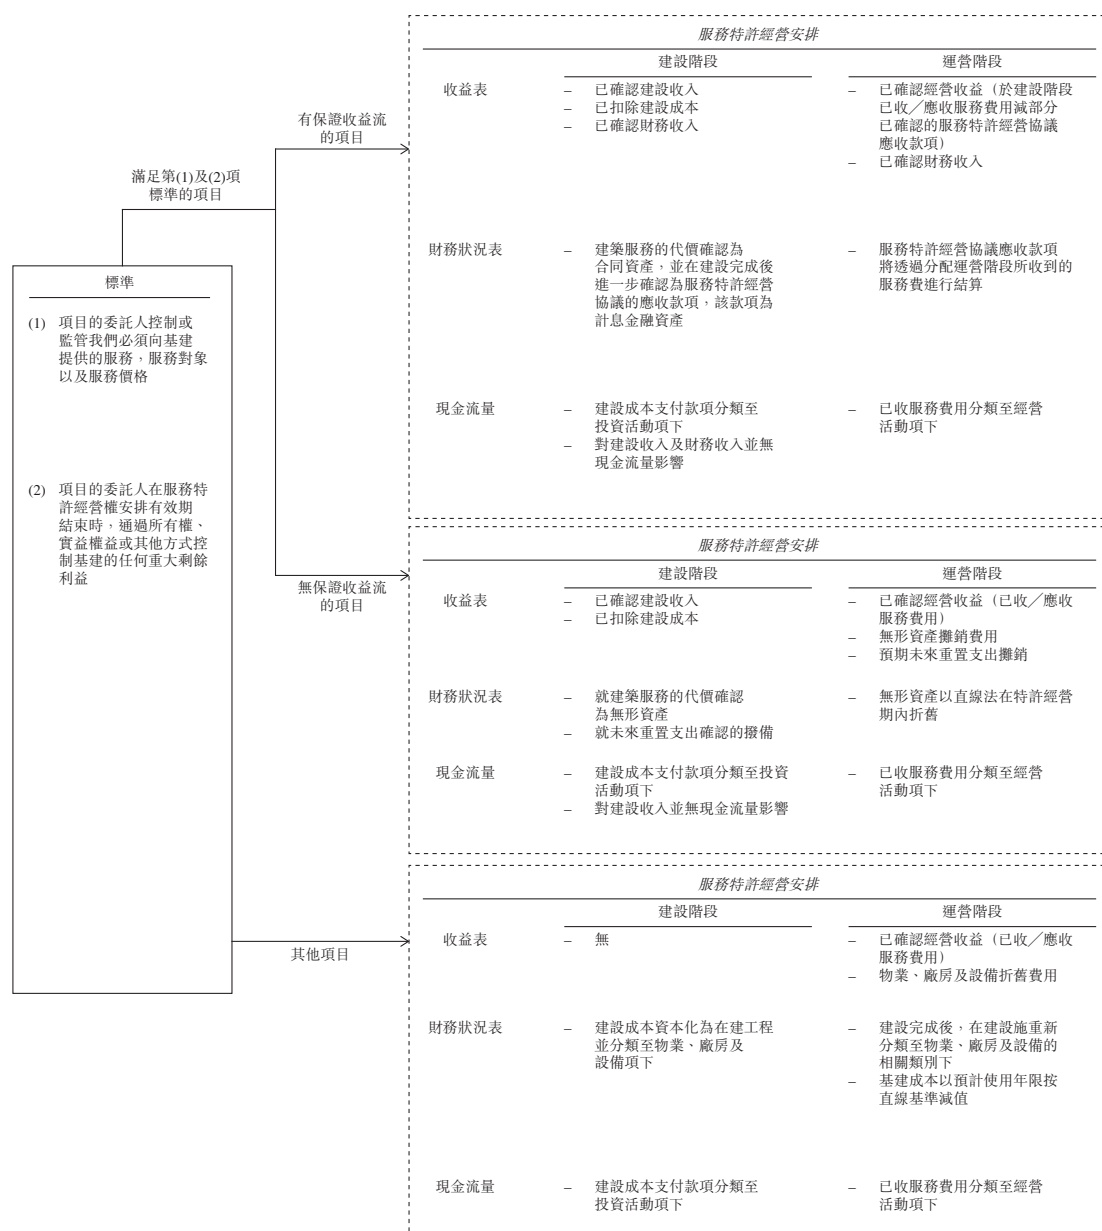 滿足第(1)及(2)項
標準的項目
標準
(1) 項目的委託人控制或
監管我們必須向基建
提供的服務，服務對象
以及服務價格
(2) 項目的委託人在服務特
許經營權安排有效期
結束時，通過所有權、
實益權益或其他方式控
制基建的任何重大剩餘
利益
有保證收益流
的項目
服務特許經營安排
建設階段
運營階段
收益表
– 已確認建設收入
– 已扣除建設成本
– 已確認財務收入
– 已確認經營收益（於建設階段
已收／應收服務費用減部分
已確認的服務特許經營協議
應收款項）
– 已確認財務收入
財務狀況表
– 建築服務的代價確認為
合同資產，並在建設完成後
進一步確認為服務特許經營
協議的應收款項，該款項為
計息金融資產
– 服務特許經營協議應收款項
將透過分配運營階段所收到的
服務費進行結算
現金流量
– 建設成本支付款項分類至
投資活動項下
– 對建設收入及財務收入並無
現金流量影響
– 已收服務費用分類至經營
活動項下
無保證收益流
的項目
服務特許經營安排
建設階段
運營階段
收益表
– 已確認建設收入
– 已扣除建設成本
– 已確認經營收益（已收／應收
服務費用）
– 無形資產攤銷費用
– 預期未來重置支出攤銷
財務狀況表
– 就建築服務的代價確認
為無形資產
– 就未來重置支出確認的撥備
– 無形資產以直線法在特許經營
期內折舊
現金流量
– 建設成本支付款項分類至投資
活動項下
– 對建設收入並無現金流量影響
– 已收服務費用分類至經營
活動項下
其他項目
服務特許經營安排
建設階段
運營階段
收益表
– 無
– 已確認經營收益（已收／應收
服務費用）
– 物業、廠房及設備折舊費用
財務狀況表
– 建設成本資本化為在建工程
並分類至物業、廠房及
設備項下
– 建設完成後，在建設施重新
分類至物業、廠房及設備的
相關類別下
– 基建成本以預計使用年限按
直線基準減值
現金流量
– 建設成本支付款項分類至
投資活動項下
– 已收服務費用分類至經營
活動項下